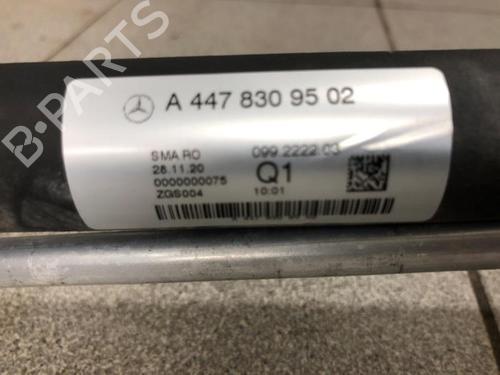 B-PARTS
A 447 830 95 02
SMA RO 099 2222 03
28.11.20 Q1
0000000075
ZGS004 10:01